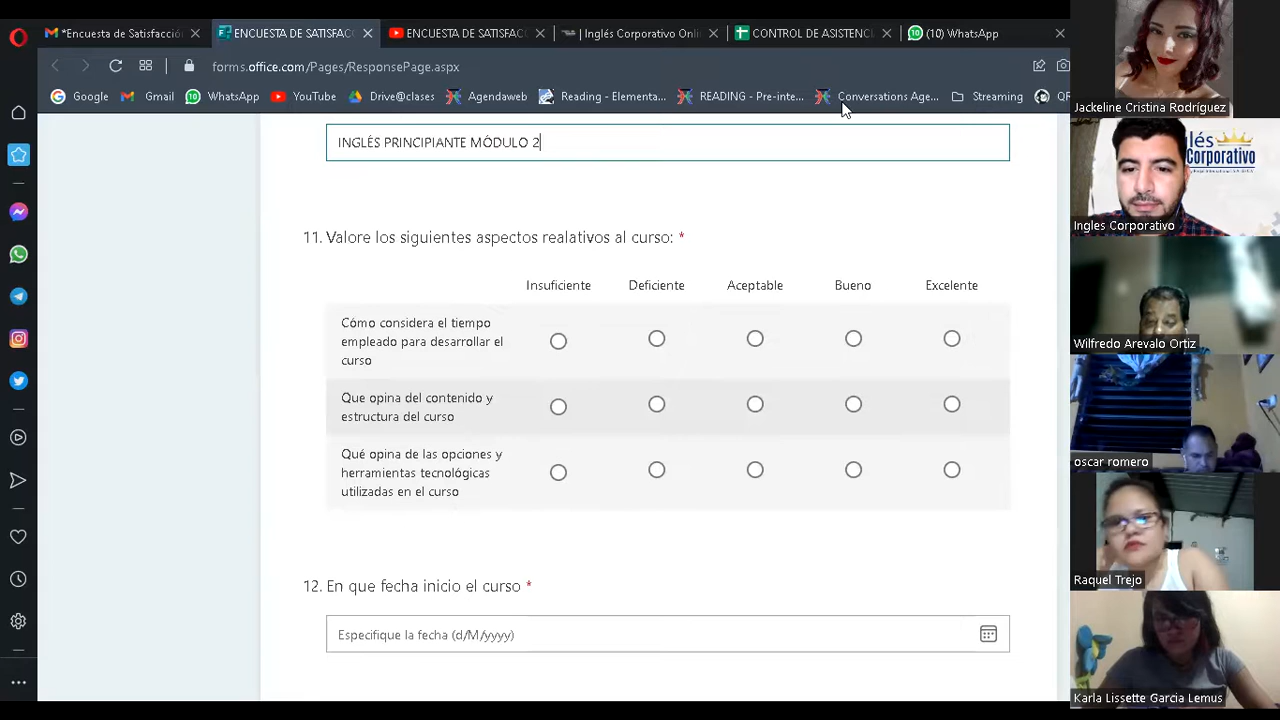 *Encuesta de Satisfacció
ENCUESTA DE SATISFAC
ENCUESTA DE SATISFAC
| Inglés Corporativo Onli
CONTROL DE ASISTENC
(10) WhatsApp
forms.office.com/Pages/ResponsePage.aspx
Google
Gmail
WhatsApp
YouTube
Drive@clases
Agendaweb
Reading - Elementa...
READING - Pre-inte...
Conversations Age...
Streaming
QR
INGLÉS PRINCIPIANTE MÓDULO 2
11. Valore los siguientes aspectos realativos al curso: *
Insuficiente Deficiente Aceptable Bueno Excelente
Cómo considera el tiempo
empleado para desarrollar el
curso
Que opina del contenido y
estructura del curso
Qué opina de las opciones y
herramientas tecnológicas
utilizadas en el curso
12. En que fecha inicio el curso *
Especifique la fecha (d/M/yyyy)
Jackeline Cristina Rodríguez
lés
Corporativo
Ingles Corporativo
Wilfredo Arevalo Ortiz
oscar romero
Raquel Trejo
Karla Lissette Garcia Lemus